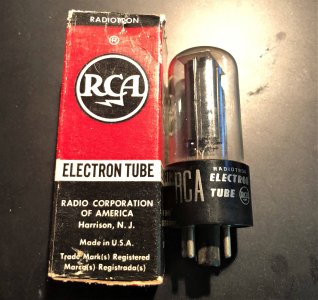 RADIOTRON
®
RCA
ELECTRON TUBE
RADIO CORPORATION
OF AMERICA
Harrison, N. J.
Made in U.S.A.
Trade Mark(s) Registered
Marca(s) Registrada(s)
RCA
RADIOTRON
ELECTRON
TUBE
RCA